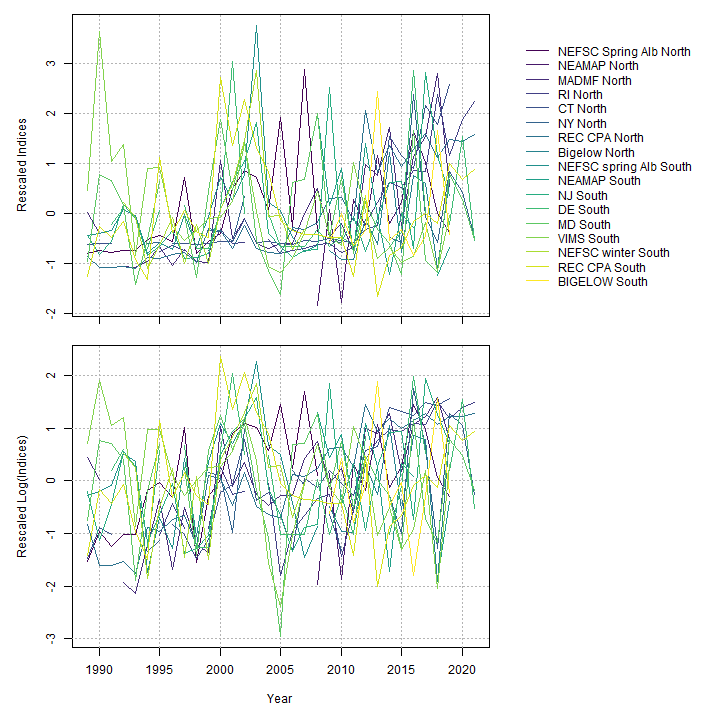 Rescaled Indices
3
2
1
0
-1
-2
NEFSC Spring Alb North
NEAMAP North
MADMF North
RI North
CT North
NY North
REC CPA North
Bigelow North
NEFSC spring Alb South
NEAMAP South
NJ South
DE South
MD South
VIMS South
NEFSC winter South
REC CPA South
BIGELOW South
Rescaled Log(Indices)
2
1
0
-1
-2
-3
1990 1995 2000 2005 2010 2015 2020
Year